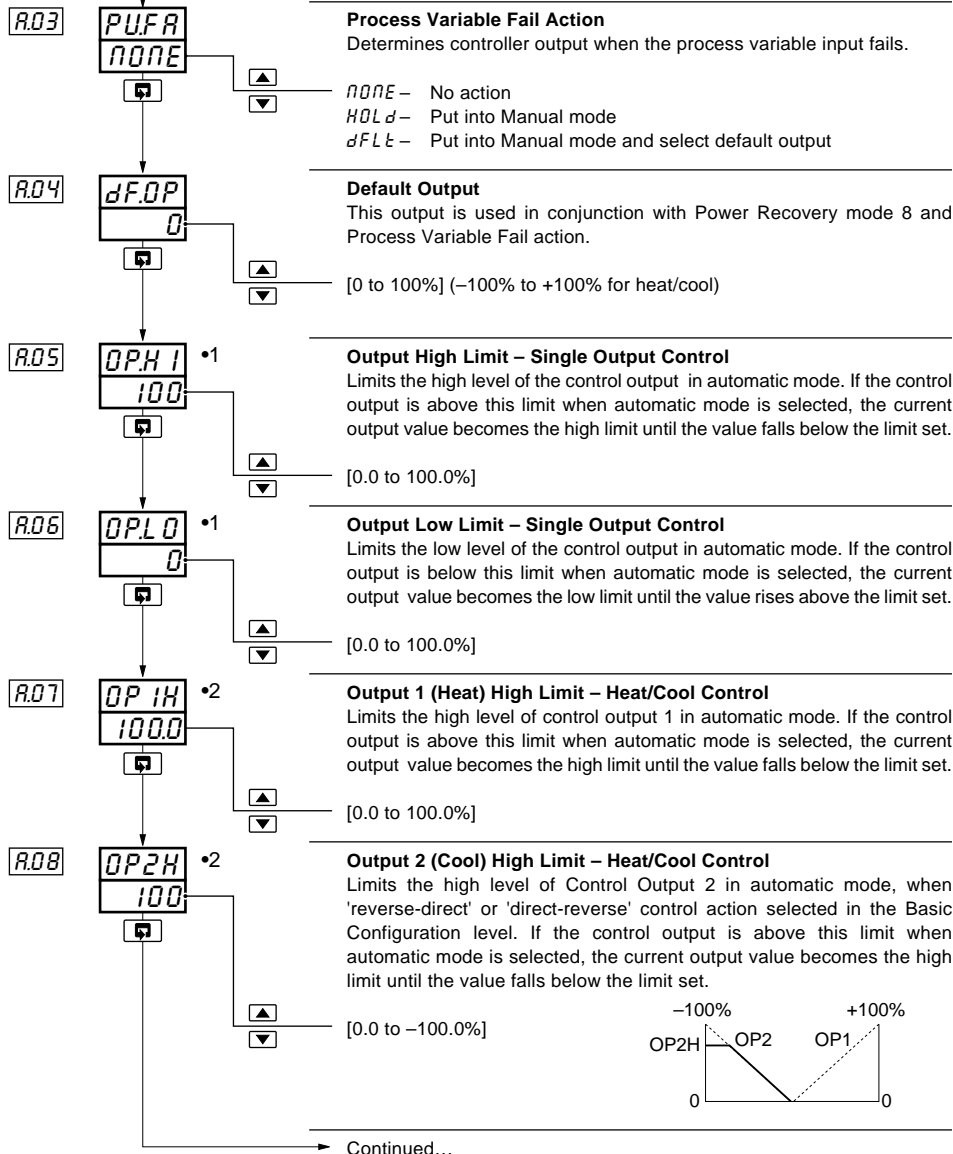 A.03
PV.FA
NONE
Process Variable Fail Action
Determines controller output when the process variable input fails.
NONE – No action
HOLd – Put into Manual mode
dFLt – Put into Manual mode and select default output
A.04
dF.OP
0
Default Output
This output is used in conjunction with Power Recovery mode 8 and
Process Variable Fail action.
[0 to 100%] (–100% to +100% for heat/cool)
A.05
OP.HI
•1
100
Output High Limit – Single Output Control
Limits the high level of the control output in automatic mode. If the control
output is above this limit when automatic mode is selected, the current
output value becomes the high limit until the value falls below the limit set.
[0.0 to 100.0%]
A.06
OP.LO
•1
0
Output Low Limit – Single Output Control
Limits the low level of the control output in automatic mode. If the control
output is below this limit when automatic mode is selected, the current
output value becomes the low limit until the value rises above the limit set.
[0.0 to 100.0%]
A.07
OP1H
•2
100.0
Output 1 (Heat) High Limit – Heat/Cool Control
Limits the high level of control output 1 in automatic mode. If the control
output is above this limit when automatic mode is selected, the current
output value becomes the high limit until the value falls below the limit set.
[0.0 to 100.0%]
A.08
OP2H
•2
100
Output 2 (Cool) High Limit – Heat/Cool Control
Limits the high level of Control Output 2 in automatic mode, when
'reverse-direct' or 'direct-reverse' control action selected in the Basic
Configuration level. If the control output is above this limit when
automatic mode is selected, the current output value becomes the high
limit until the value falls below the limit set.
[0.0 to –100.0%]
–100% +100%
OP2H OP2 OP1
0 0
Continued…